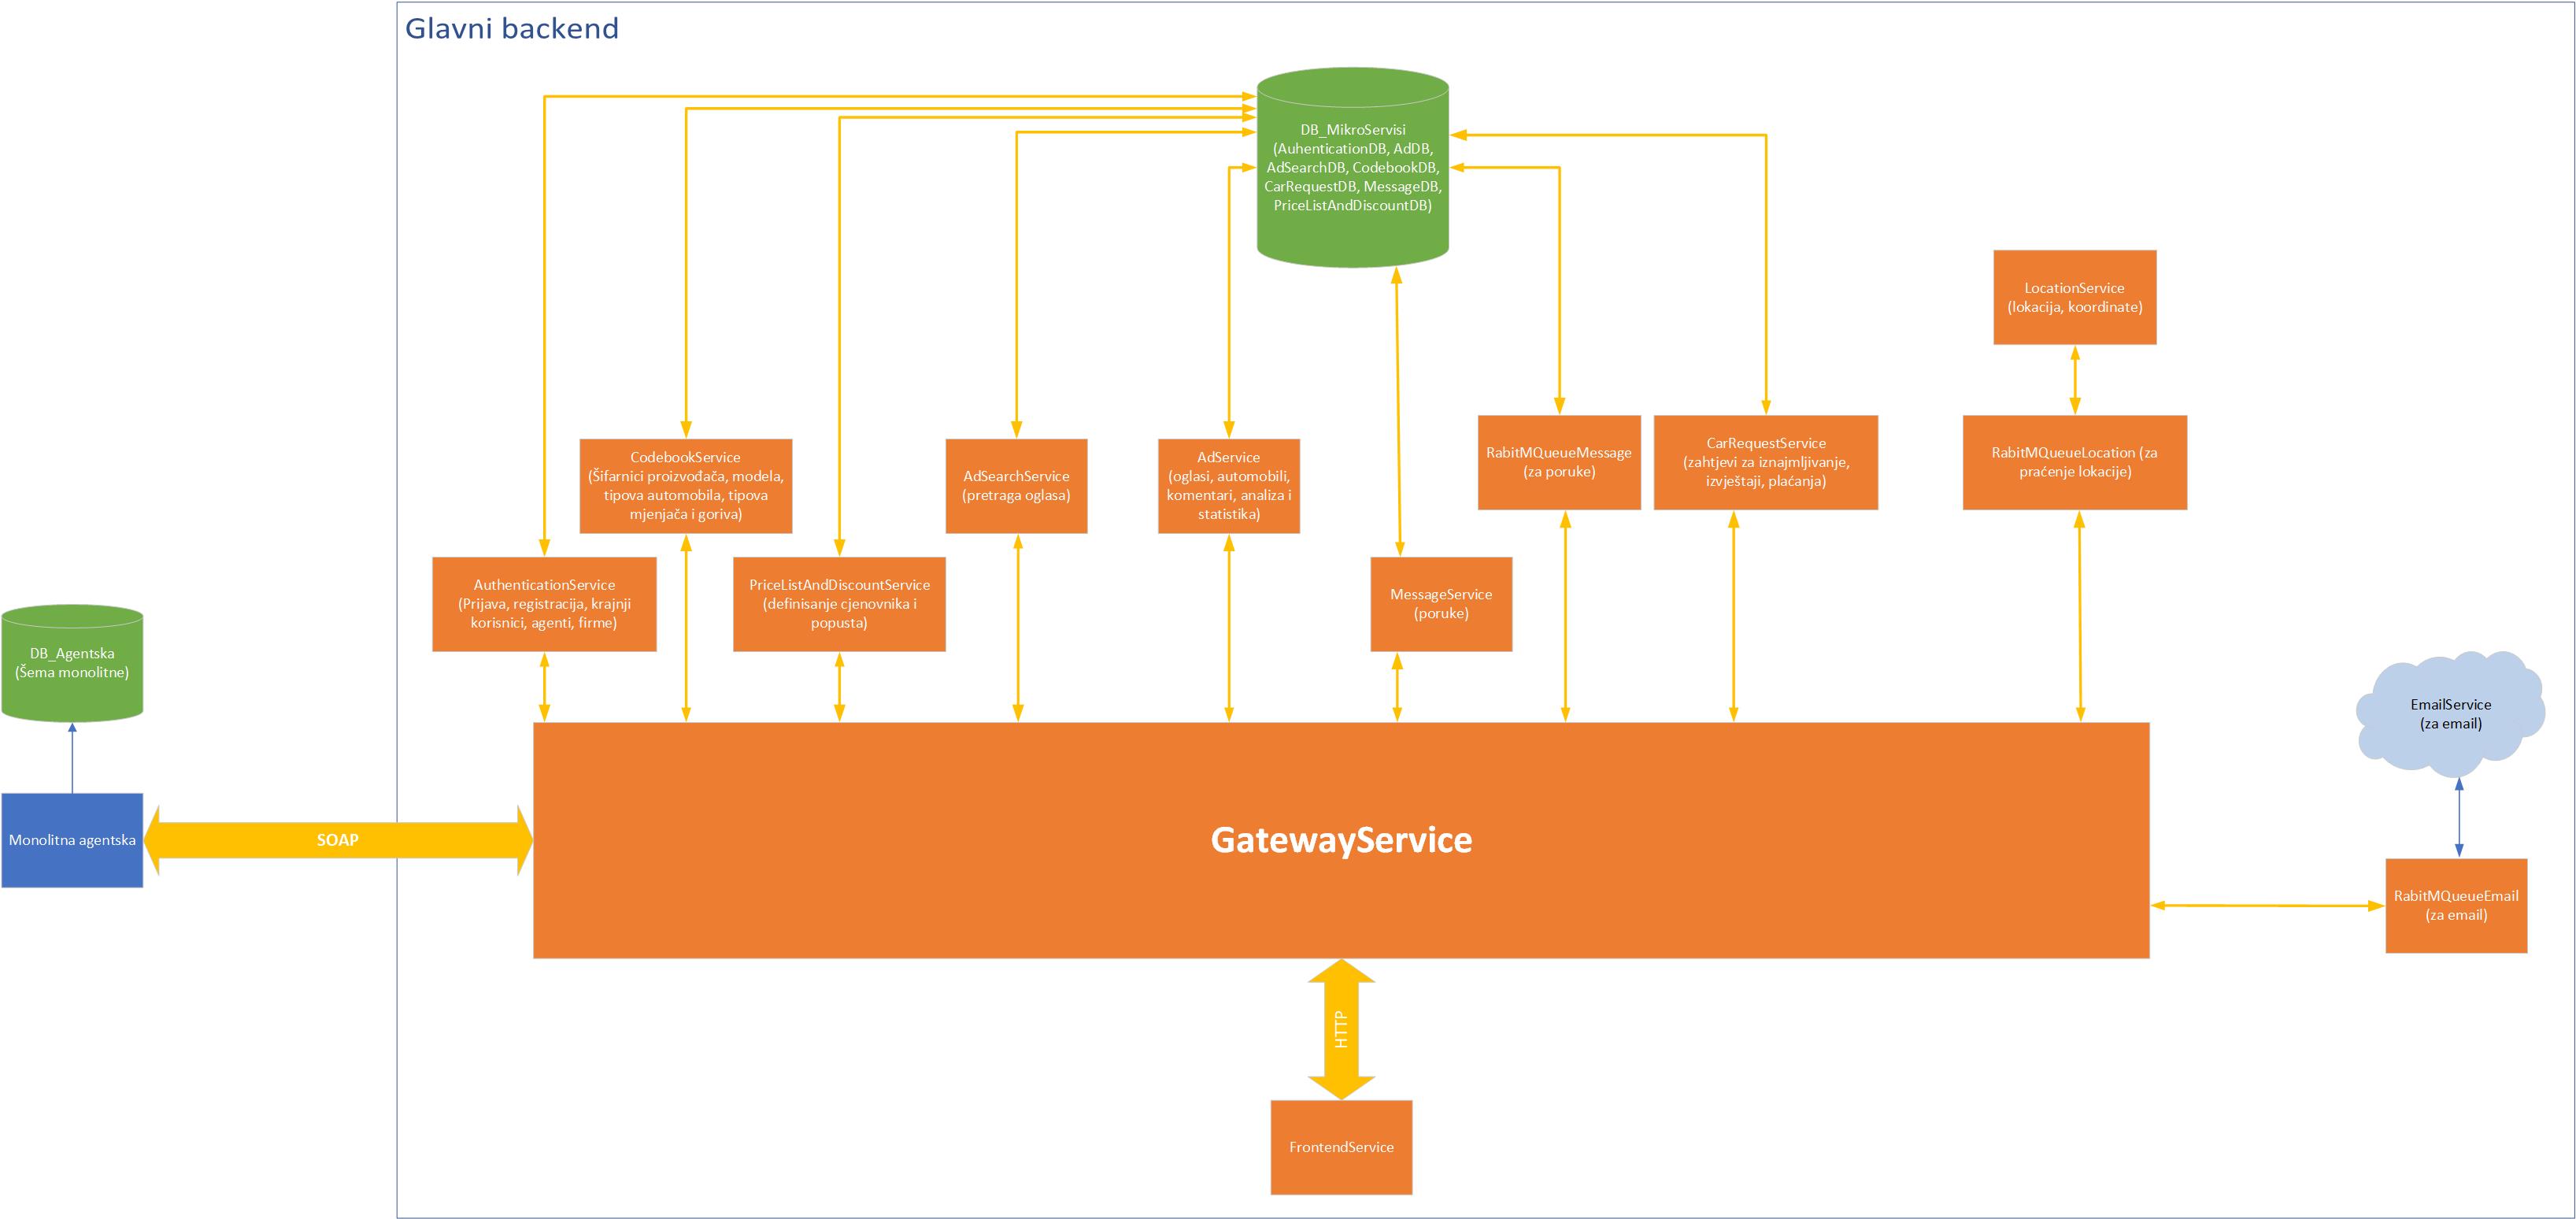 Glavni backend
DB_MikroServisi
(AuhenticationDB, AdDB,
AdSearchDB, CodebookDB,
CarRequestDB, MessageDB,
PriceListAndDiscountDB)
LocationService
(lokacija, koordinate)
CodebookService
(Šifarnici proizvođača, modela,
tipova automobila, tipova
mjenjača i goriva)
AdSearchService
(pretraga oglasa)
AdService
(oglasi, automobili,
komentari, analiza i
statistika)
RabitMQueueMessage
(za poruke)
CarRequestService
(zahtjevi za iznajmljivanje,
izvještaji, plaćanja)
RabitMQueueLocation (za
praćenje lokacije)
AuthenticationService
(Prijava, registracija, krajnji
korisnici, agenti, firme)
PriceListAndDiscountService
(definisanje cjenovnika i
popusta)
MessageService
(poruke)
DB_Agentska
(Šema monolitne)
EmailService
(za email)
Monolitna agentska
SOAP
GatewayService
RabitMQueueEmail
(za email)
HTTP
FrontendService